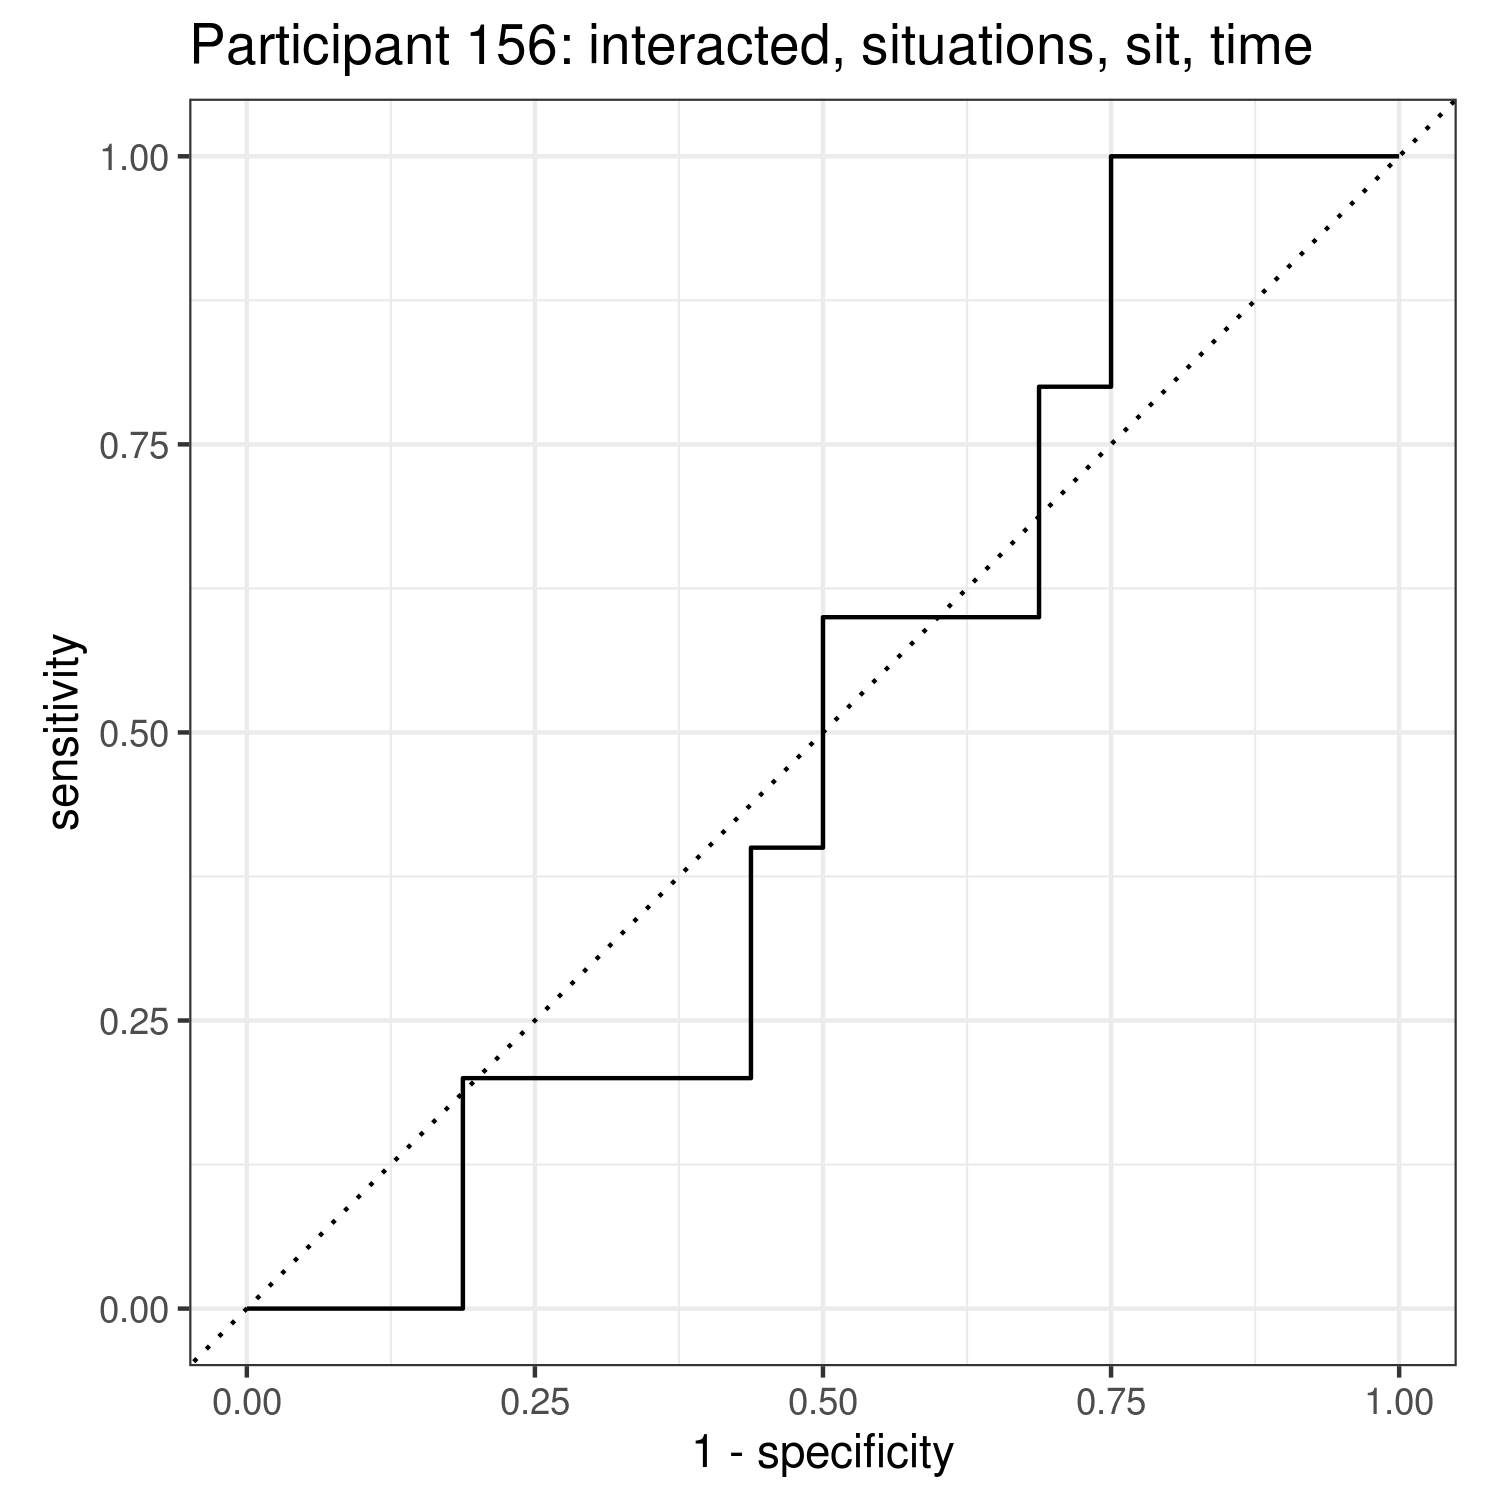 Participant 156: interacted, situations, sit, time
sensitivity
1.00
0.75
0.50
0.25
0.00
0.00 0.25 0.50 0.75 1.00
1 - specificity